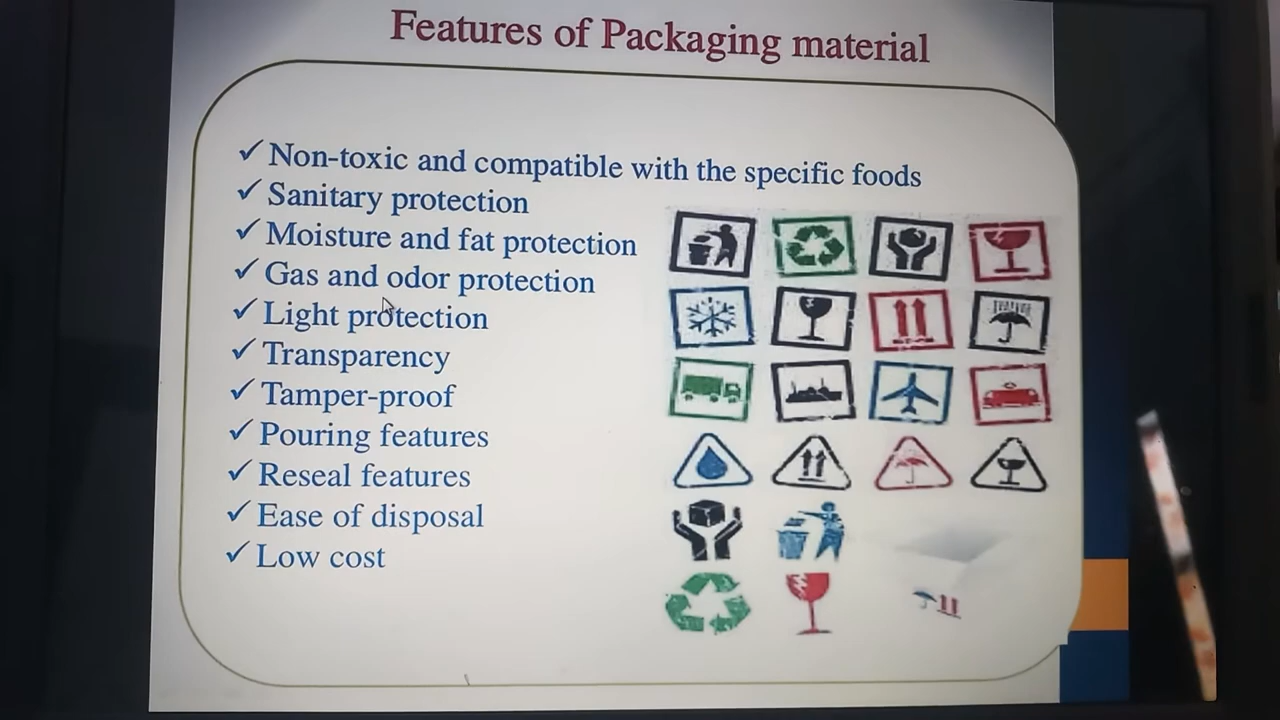 Features of Packaging material
✓ Non-toxic and compatible with the specific foods
✓ Sanitary protection
✓ Moisture and fat protection
✓ Gas and odor protection
✓ Light protection
✓ Transparency
✓ Tamper-proof
✓ Pouring features
✓ Reseal features
✓ Ease of disposal
✓ Low cost